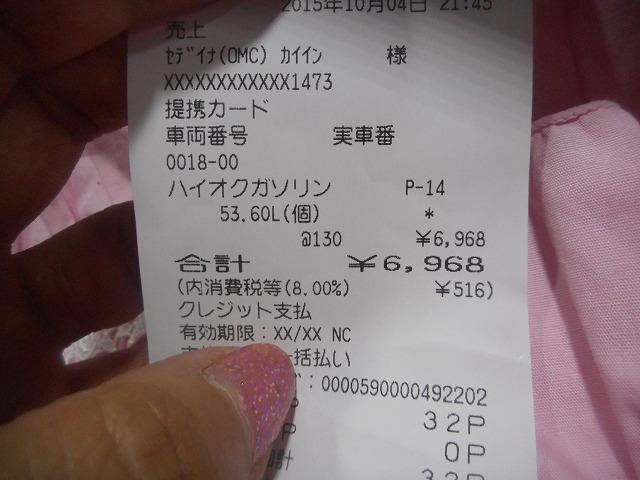 2015年10月04日 21:45
売上
ｾﾃﾞｲﾅ(OMC) ｶｲｲﾝ 様
XXXXXXXXXXXX1473
提携カード
車両番号 実車番
0018-00
ハイオクガソリン P-14
53.60L(個) *
@130 ￥6,968
合計 ￥6,968
(内消費税等(8.00%) ￥516)
クレジット支払
有効期限：XX/XX NC
括払い
：0000590000492202
32P
P 0P
計 32P